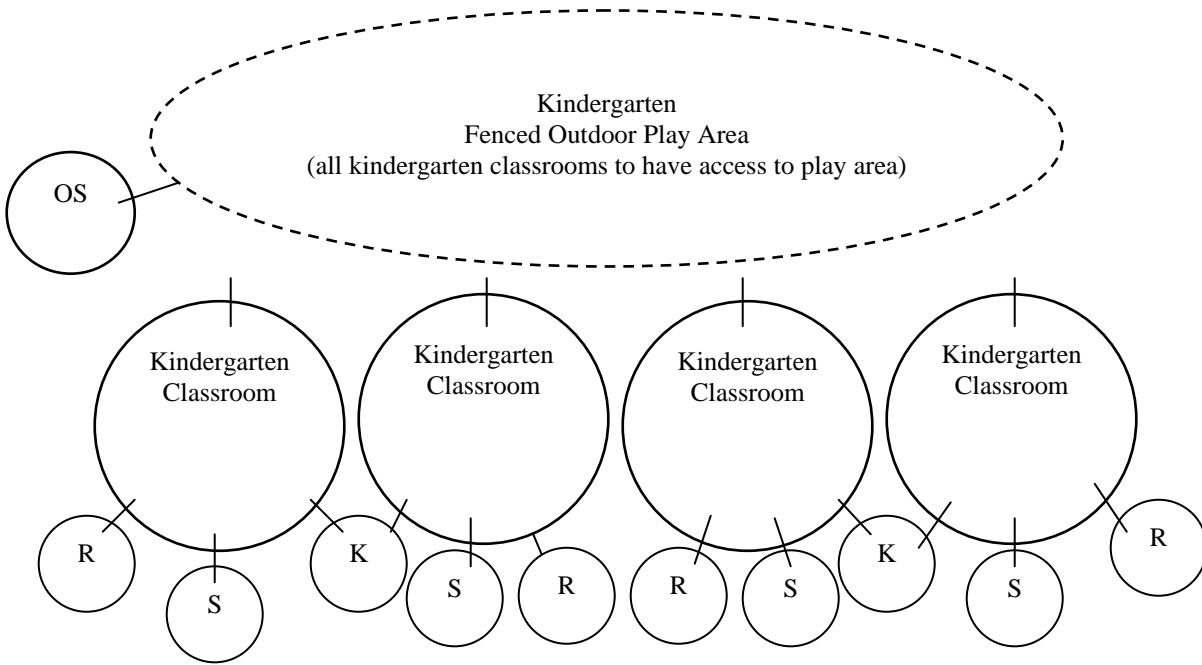 Kindergarten
Fenced Outdoor Play Area
(all kindergarten classrooms to have access to play area)
OS
Kindergarten
Classroom
Kindergarten
Classroom
Kindergarten
Classroom
Kindergarten
Classroom
R
S
K
S
R
R
S
K
S
R